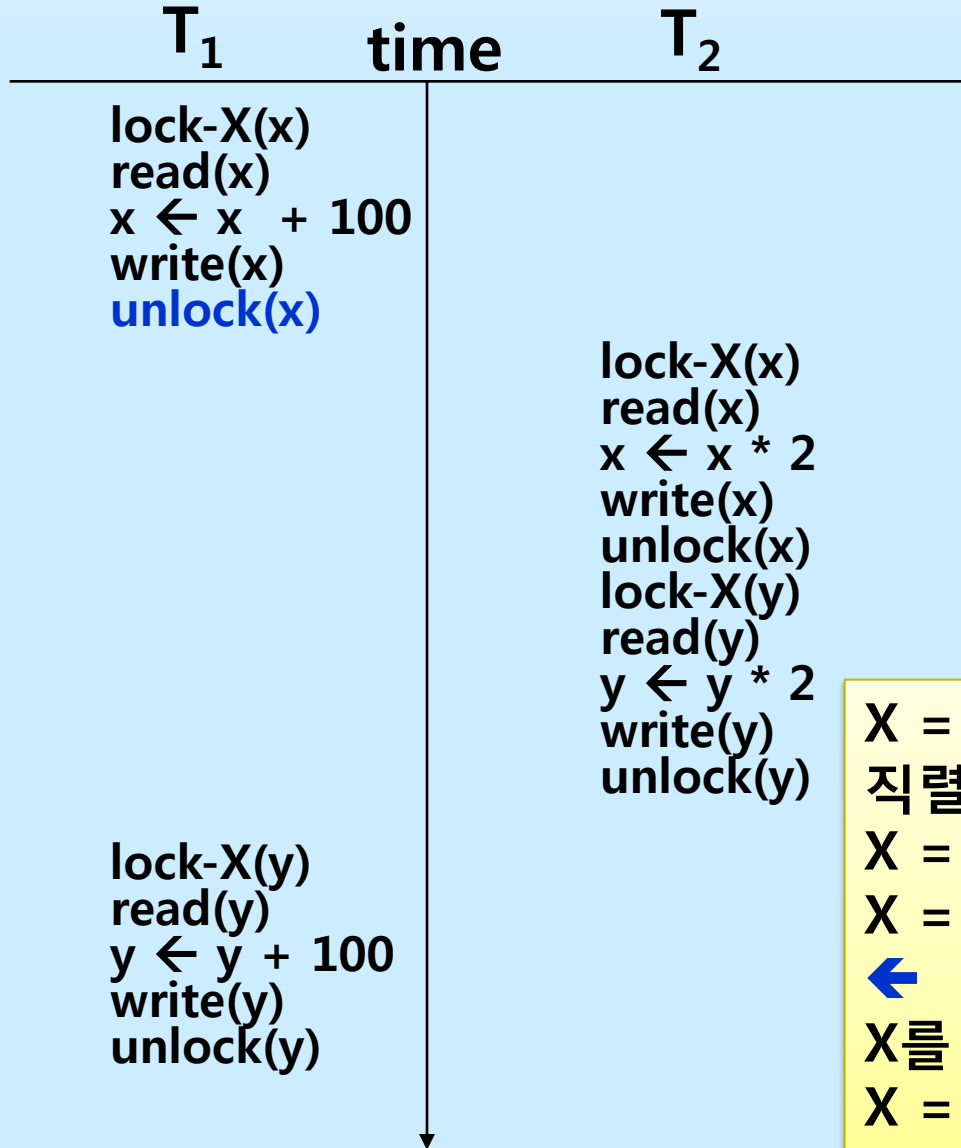 T₁ time T₂
lock-X(x)
read(x)
x ← x + 100
write(x)
unlock(x)
lock-X(x)
read(x)
x ← x * 2
write(x)
unlock(x)
lock-X(y)
read(y)
y ← y * 2
write(y)
unlock(y)
lock-X(y)
read(y)
y ← y + 100
write(y)
unlock(y)
X =
직렬
X =
X =
←
X를
X =